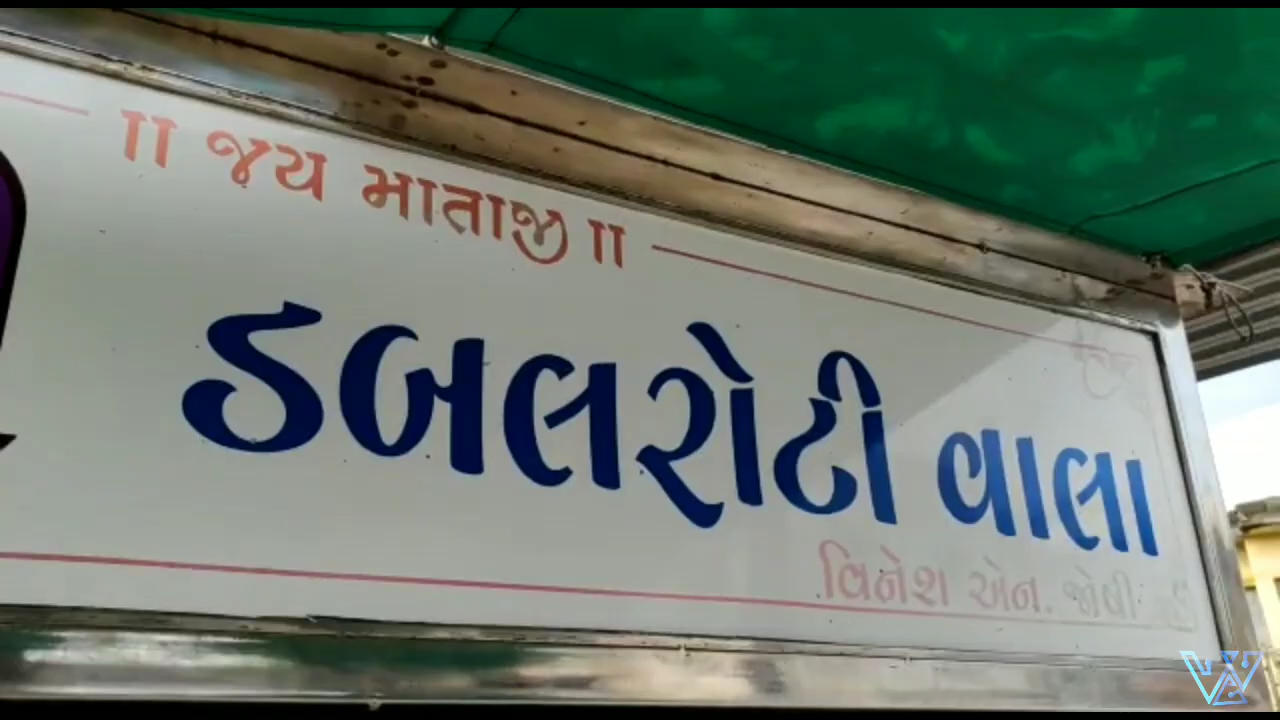 ॥ જય માતાજી ॥
ડબલરોટી વાલા
વિનેશ એન. જોષી